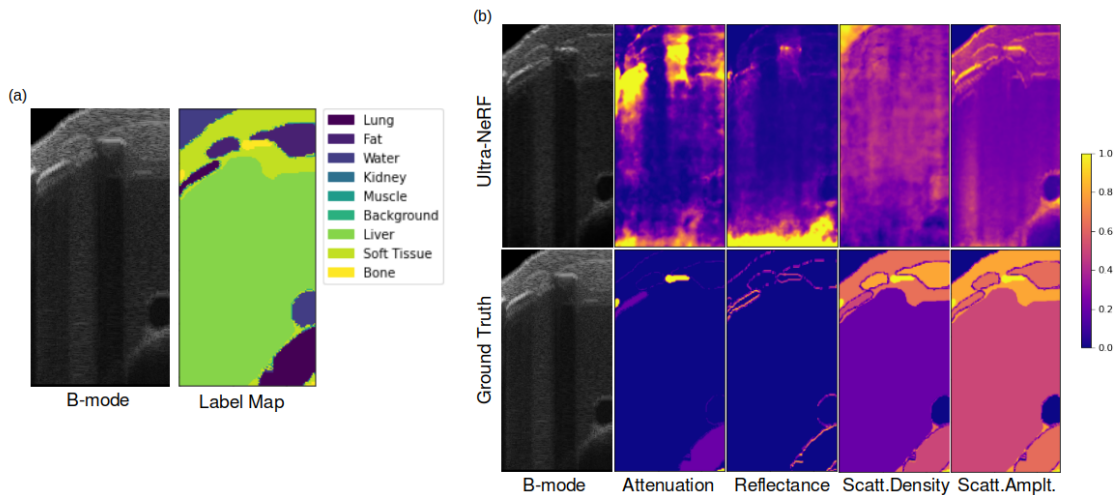 (a)
B-mode
Label Map
Lung
Fat
Water
Kidney
Muscle
Background
Liver
Soft Tissue
Bone
(b)
Ultra-NeRF
Ground Truth
B-mode
Attenuation
Reflectance
Scatt.Density
Scatt.Amplt.
1.0
0.8
0.6
0.4
0.2
0.0